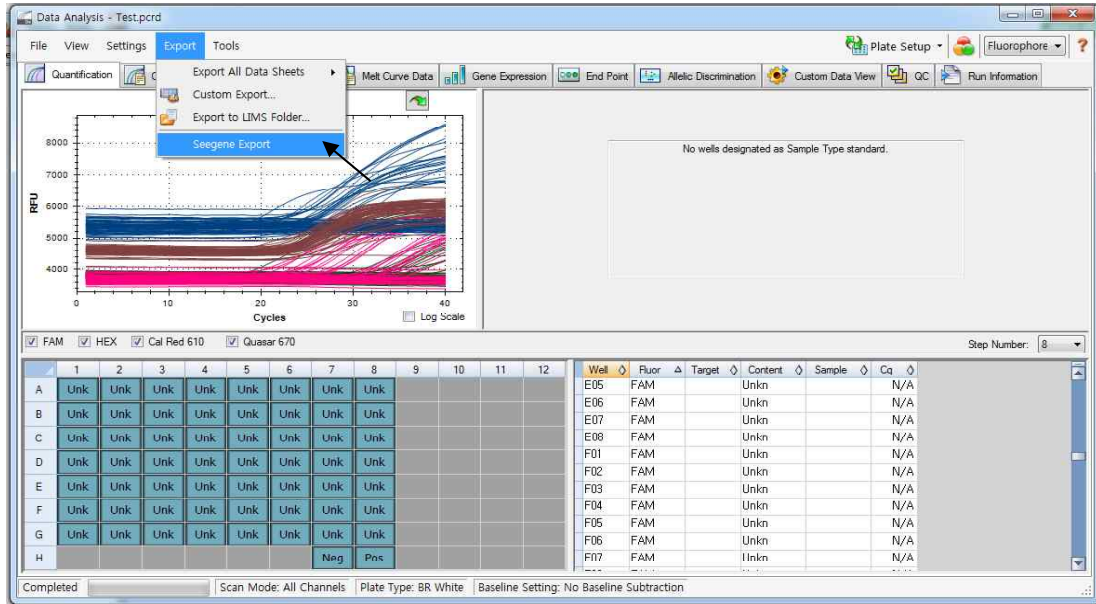 Data Analysis - Test.pcrd
File View Settings Export Tools Plate Setup Fluorophore ?
Quantification Melt Curve Data Gene Expression End Point Allelic Discrimination Custom Data View QC Run Information
Export All Data Sheets
Custom Export...
Export to LIMS Folder...
Seegene Export
No wells designated as Sample Type standard.
RFU
8000
7000
6000
5000
4000
0 10 20 30 40
Cycles
Log Scale
FAM HEX Cal Red 610 Quasar 670 Step Number: 8
1 2 3 4 5 6 7 8 9 10 11 12
A Unk Unk Unk Unk Unk Unk Unk Unk
B Unk Unk Unk Unk Unk Unk Unk Unk
C Unk Unk Unk Unk Unk Unk Unk Unk
D Unk Unk Unk Unk Unk Unk Unk Unk
E Unk Unk Unk Unk Unk Unk Unk Unk
F Unk Unk Unk Unk Unk Unk Unk Unk
G Unk Unk Unk Unk Unk Unk Unk Unk
H Neg Pos
Well Fluor Target Content Sample Cq
E05 FAM Unkn N/A
E06 FAM Unkn N/A
E07 FAM Unkn N/A
E08 FAM Unkn N/A
F01 FAM Unkn N/A
F02 FAM Unkn N/A
F03 FAM Unkn N/A
F04 FAM Unkn N/A
F05 FAM Unkn N/A
F06 FAM Unkn N/A
F07 FAM Unkn N/A
Completed Scan Mode: All Channels Plate Type: BR White Baseline Setting: No Baseline Subtraction